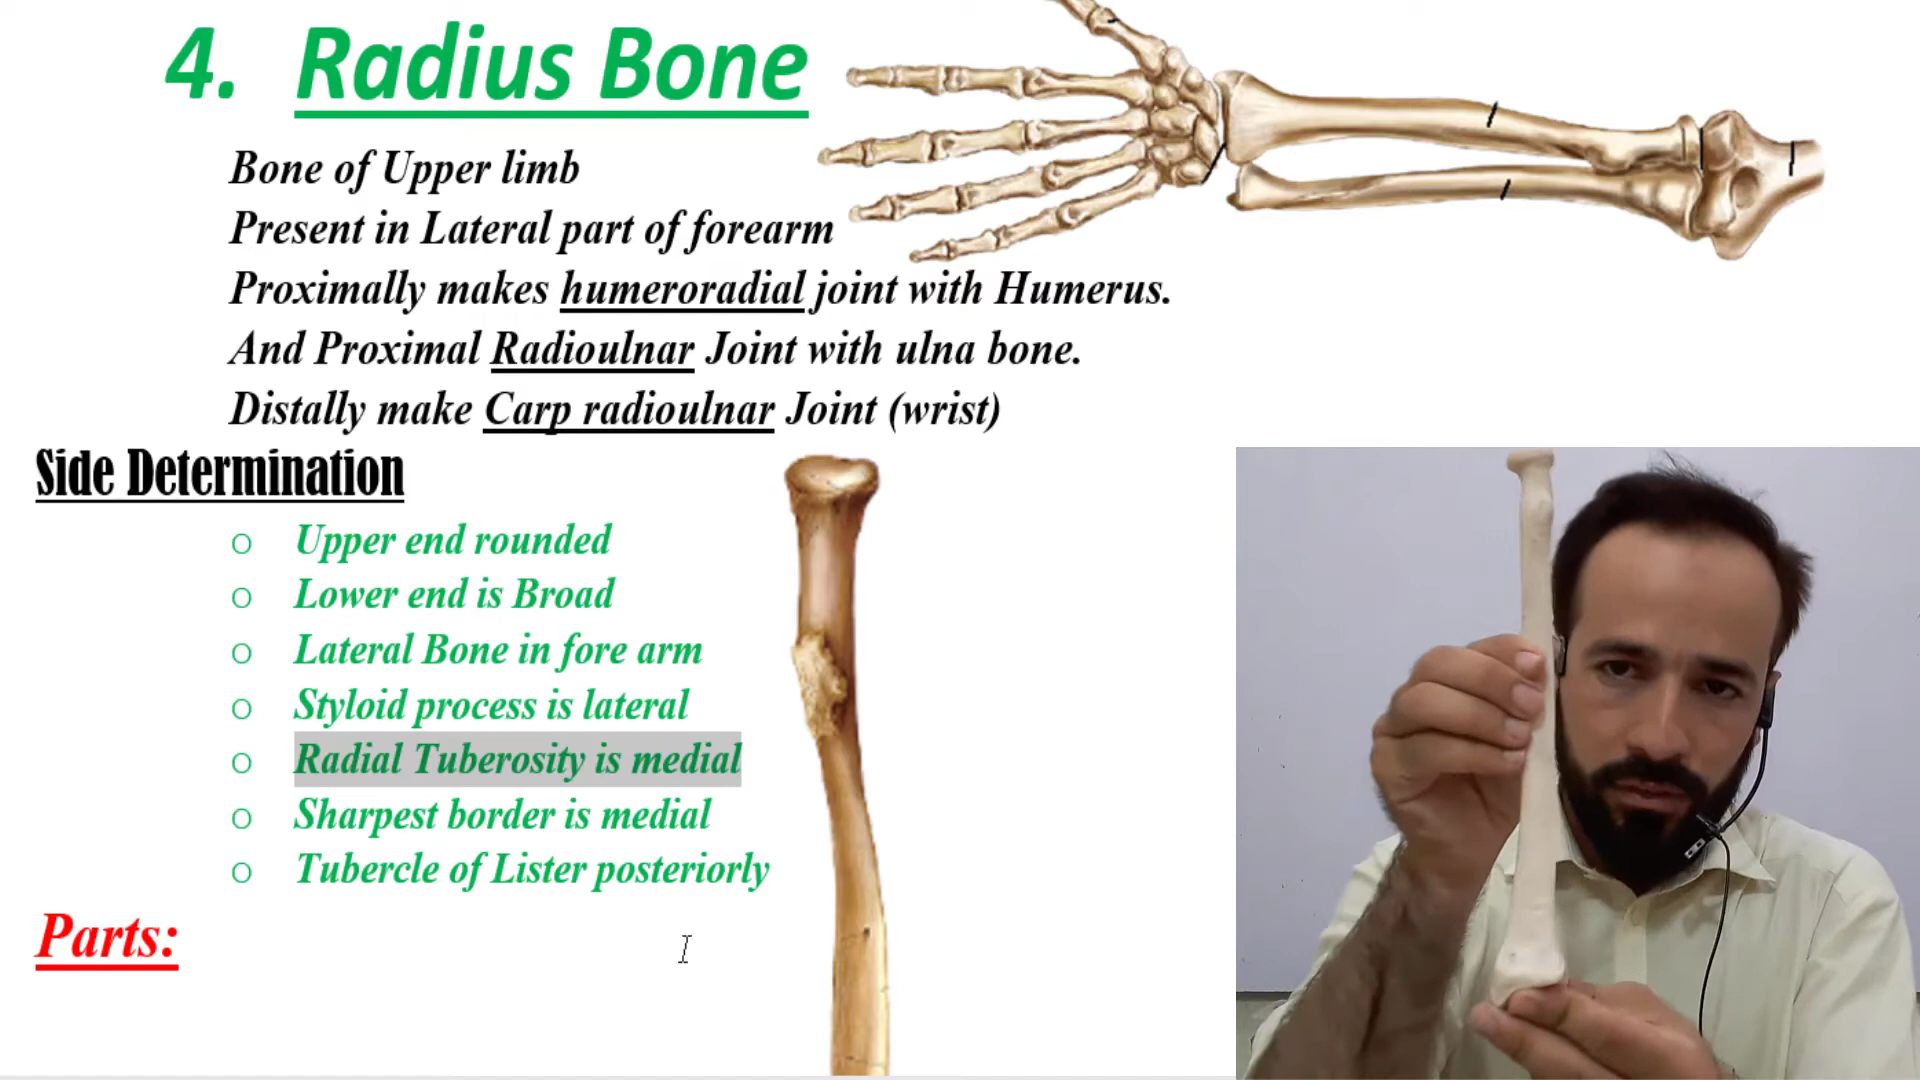 4. Radius Bone
Bone of Upper limb
Present in Lateral part of forearm
Proximally makes humeroradial joint with Humerus.
And Proximal Radioulnar Joint with ulna bone.
Distally make Carp radioulnar Joint (wrist)
Side Determination
o Upper end rounded
o Lower end is Broad
o Lateral Bone in fore arm
o Styloid process is lateral
o Radial Tuberosity is medial
o Sharpest border is medial
o Tubercle of Lister posteriorly
Parts: